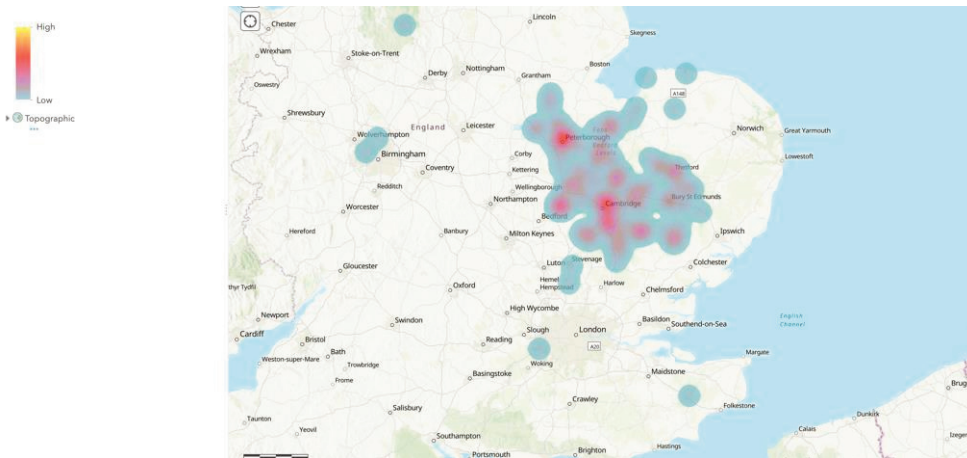 High
Low
Topographic
Chester
Lincoln
Skegness
Wrexham
Stoke-on-Trent
Boston
Derby
Nottingham
Grantham
Oswestry
A148
Shrewsbury
England
Leicester
Norwich
Great Yarmouth
Wolverhampton
Peterborough
Birmingham
Corby
Lowestoft
Coventry
Kettering
Thetford
Redditch
Wellingborough
Bury St Edmunds
Worcester
Northampton
Cambridge
Bedford
Hereford
Banbury
Milton Keynes
Ipswich
Gloucester
Luton
Stevenage
Colchester
thyr Tydfil
Oxford
Hemel
Hempstead
Harlow
Chelmsford
Newport
High Wycombe
Swindon
Basildon
English
Channel
Cardiff
Bristol
Slough
London
Southend-on-Sea
Reading
A20
Weston-super-Mare
Bath
Trowbridge
Woking
Margate
Frome
Basingstoke
Maidstone
Brug
Taunton
Salisbury
Crawley
Folkestone
Dunkirk
Yeovil
Southampton
Calais
Izeger
Portsmouth
Brighton
Hastings